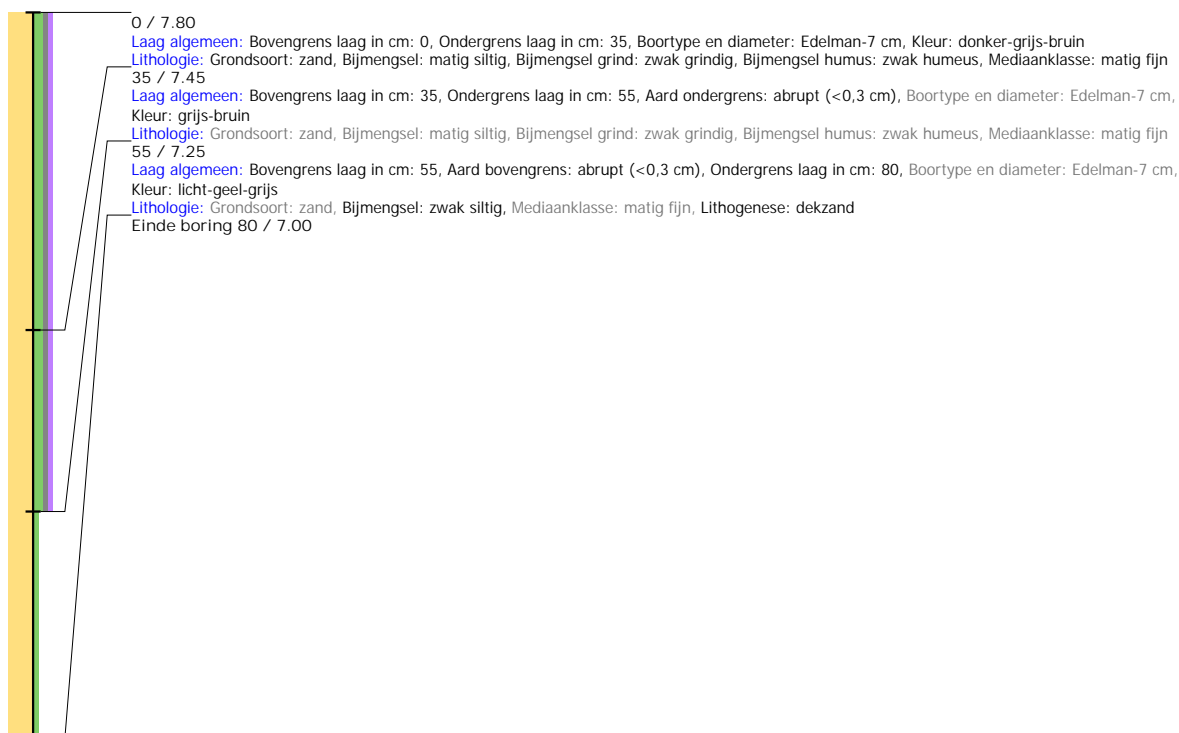 0 / 7.80
Laag algemeen: Bovengrens laag in cm: 0, Ondergrens laag in cm: 35, Boortype en diameter: Edelman-7 cm, Kleur: donker-grijs-bruin
Lithologie: Grondsoort: zand, Bijmengsel: matig siltig, Bijmengsel grind: zwak grindig, Bijmengsel humus: zwak humeus, Mediaanklasse: matig fijn
35 / 7.45
Laag algemeen: Bovengrens laag in cm: 35, Ondergrens laag in cm: 55, Aard ondergrens: abrupt (<0,3 cm), Boortype en diameter: Edelman-7 cm,
Kleur: grijs-bruin
Lithologie: Grondsoort: zand, Bijmengsel: matig siltig, Bijmengsel grind: zwak grindig, Bijmengsel humus: zwak humeus, Mediaanklasse: matig fijn
55 / 7.25
Laag algemeen: Bovengrens laag in cm: 55, Aard bovengrens: abrupt (<0,3 cm), Ondergrens laag in cm: 80, Boortype en diameter: Edelman-7 cm,
Kleur: licht-geel-grijs
Lithologie: Grondsoort: zand, Bijmengsel: zwak siltig, Mediaanklasse: matig fijn, Lithogenese: dekzand
Einde boring 80 / 7.00